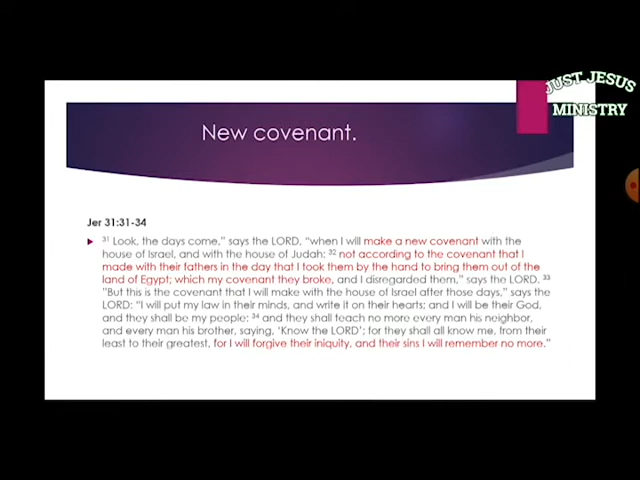 JUST JESUS
MINISTRY
New covenant.
Jer 31:31-34
31 Look, the days come,” says the LORD, “when I will make a new covenant with the
house of Israel, and with the house of Judah: 32 not according to the covenant that I
made with their fathers in the day that I took them by the hand to bring them out of the
land of Egypt; which my covenant they broke, and I disregarded them,” says the LORD. 33
"But this is the covenant that I will make with the house of Israel after those days,” says the
LORD: “I will put my law in their minds, and write it on their hearts; and I will be their God,
and they shall be my people: 34 and they shall teach no more every man his neighbor,
and every man his brother, saying, ‘Know the LORD’; for they shall all know me, from their
least to their greatest, for I will forgive their iniquity, and their sins I will remember no more.”